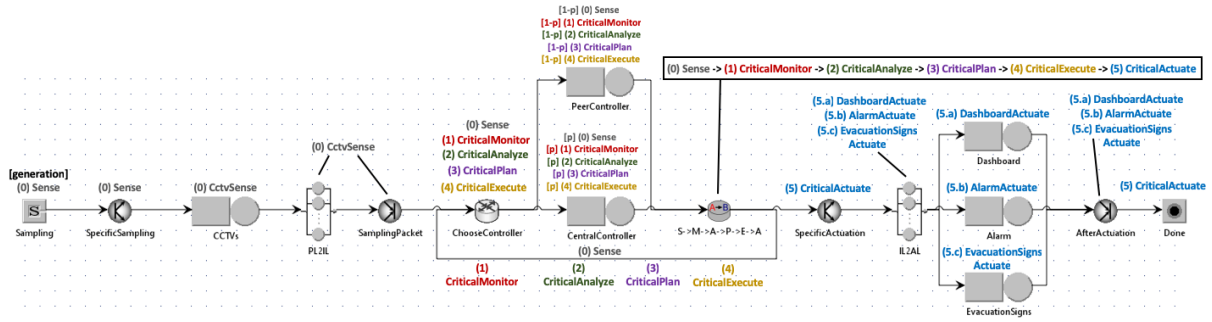 [1-p] (0) Sense
[1-p] (1) CriticalMonitor
[1-p] (2) CriticalAnalyze
[1-p] (3) CriticalPlan
[1-p] (4) CriticalExecute
PeerController
(0) Sense -> (1) CriticalMonitor -> (2) CriticalAnalyze -> (3) CriticalPlan -> (4) CriticalExecute -> (5) CriticalActuate
[generation]
(0) Sense
S
Sampling
(0) Sense
SpecificSampling
(0) CctvSense
CCTVs
(0) CctvSense
PL2IL
SamplingPacket
(0) Sense
(1) CriticalMonitor
(2) CriticalAnalyze
(3) CriticalPlan
(4) CriticalExecute
ChooseController
[p] (0) Sense
[p] (1) CriticalMonitor
[p] (2) CriticalAnalyze
[p] (3) CriticalPlan
[p] (4) CriticalExecute
CentralController
A B
S->M->A->P->E->A
(0) Sense
(1)
CriticalMonitor
(2)
CriticalAnalyze
(3)
CriticalPlan
(4)
CriticalExecute
(5) CriticalActuate
SpecificActuation
(5.a) DashboardActuate
(5.b) AlarmActuate
(5.c) EvacuationSigns
Actuate
IL2AL
(5.a) DashboardActuate
Dashboard
(5.b) AlarmActuate
Alarm
(5.c) EvacuationSigns
Actuate
EvacuationSigns
(5.a) DashboardActuate
(5.b) AlarmActuate
(5.c) EvacuationSigns
Actuate
AfterActuation
(5) CriticalActuate
Done